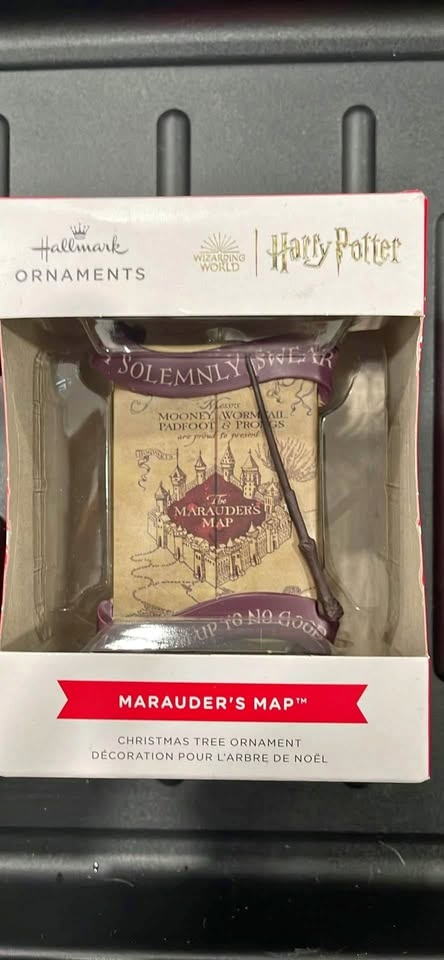 Hallmark
ORNAMENTS
WIZARDING
WORLD
Harry Potter
I SOLEMNLY SWEAR
Messrs
MOONEY, WORMTAIL
PADFOOT & PRONGS
are proud to present
The
MARAUDER'S
MAP
UP TO NO GOOD
MARAUDER'S MAP™
CHRISTMAS TREE ORNAMENT
DÉCORATION POUR L'ARBRE DE NOËL